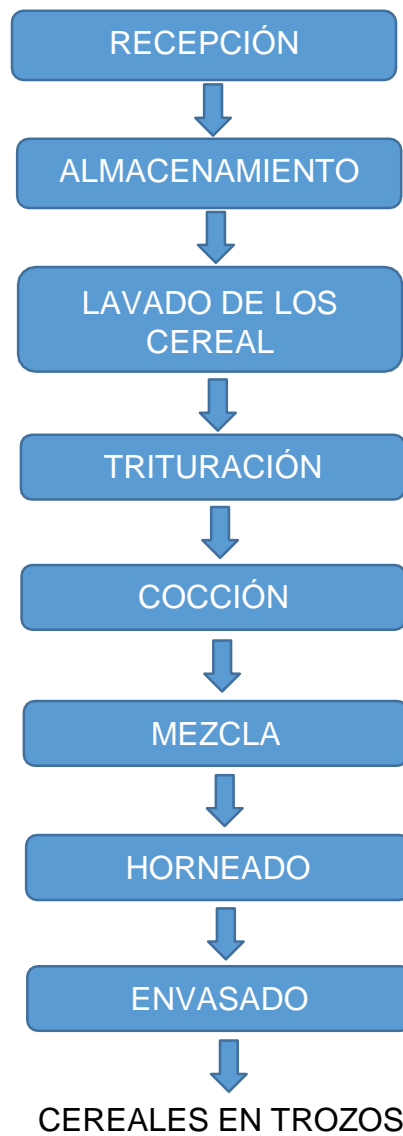 RECEPCIÓN
ALMACENAMIENTO
LAVADO DE LOS
CEREAL
TRITURACIÓN
COCCIÓN
MEZCLA
HORNEADO
ENVASADO
CEREALES EN TROZOS